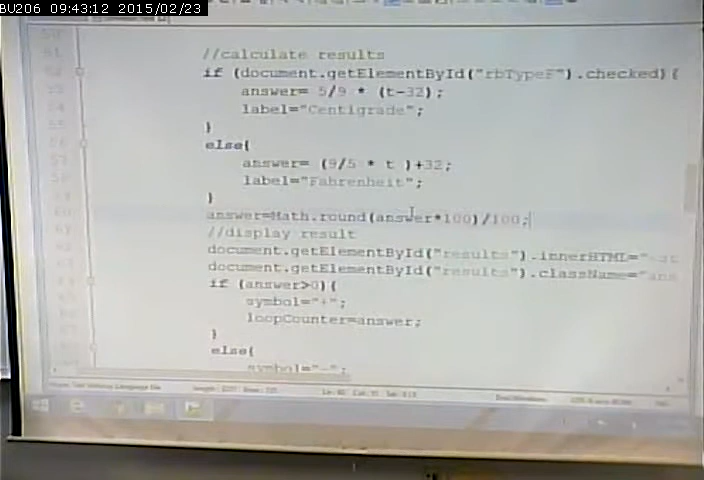 BU206 09:43:12 2015/02/23
//calculate results
if (document.getElementById("rbTypeF").checked){
answer= 5/9 * (t-32);
label="Centigrade";
}
else{
answer= (9/5 * t )+32;
label="Fahrenheit";
}
answer=Math.round(answer*100)/100;
//display result
document.getElementById("results").innerHTML=
document.getElementById("results").className="ans
if (answer>0){
symbol="+";
loopCounter=answer;
}
else{
symbol="-";